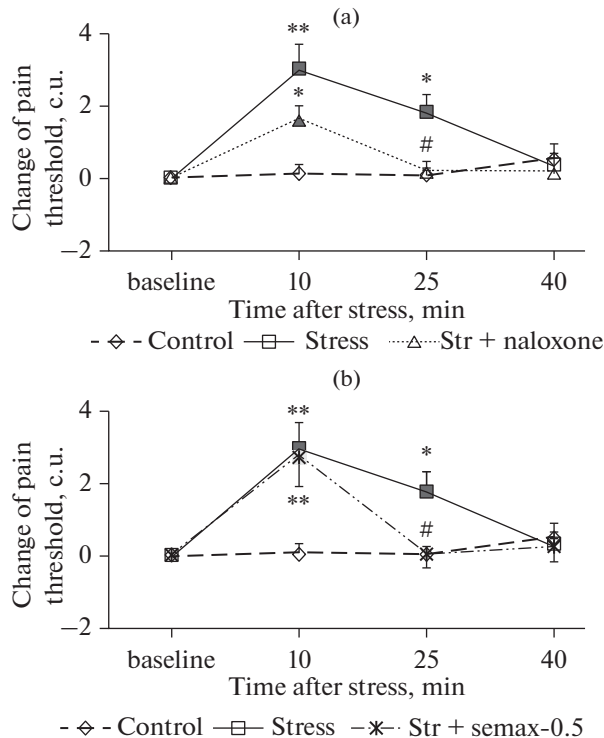 (a)
Change of pain
threshold, c.u.
4
2
0
−2
**
*
*
#
baseline 10 25 40
Time after stress, min
Control Stress Str + naloxone
(b)
Change of pain
threshold, c.u.
4
2
0
−2
**
*
**
#
baseline 10 25 40
Time after stress, min
Control Stress Str + semax-0.5